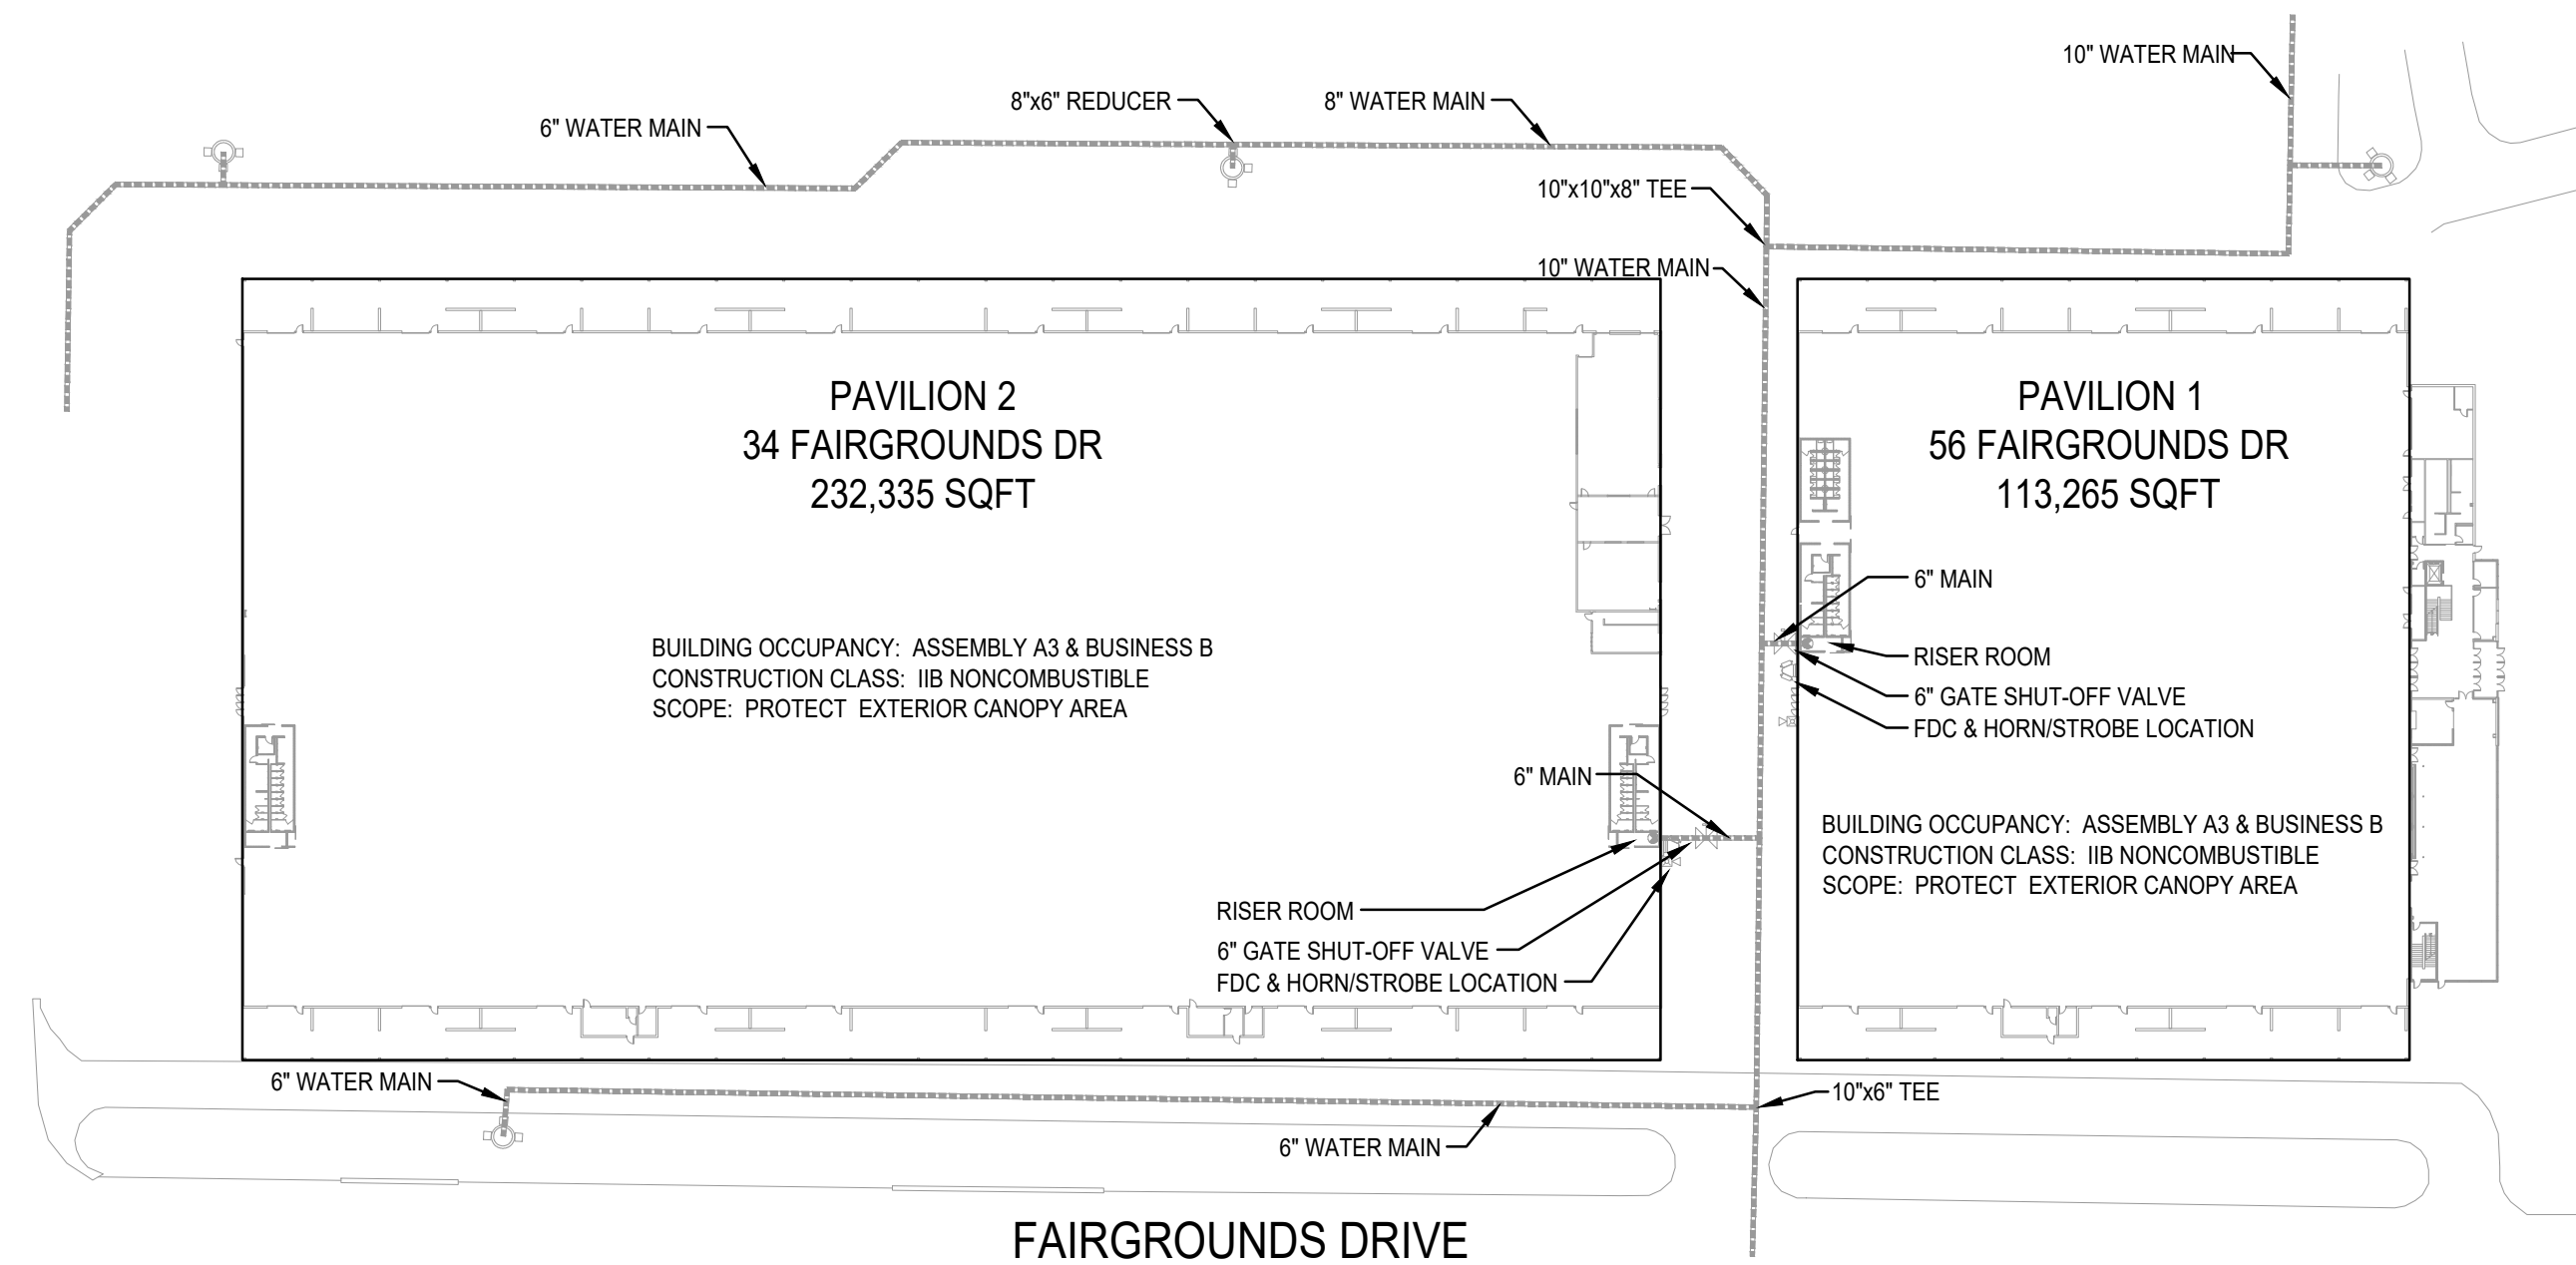 10" WATER MAIN
8"x6" REDUCER
8" WATER MAIN
6" WATER MAIN
10"x10"x8" TEE
10" WATER MAIN
PAVILION 2
34 FAIRGROUNDS DR
232,335 SQFT
PAVILION 1
56 FAIRGROUNDS DR
113,265 SQFT
6" MAIN
BUILDING OCCUPANCY: ASSEMBLY A3 & BUSINESS B
CONSTRUCTION CLASS: IIB NONCOMBUSTIBLE
SCOPE: PROTECT EXTERIOR CANOPY AREA
RISER ROOM
6" GATE SHUT-OFF VALVE
FDC & HORN/STROBE LOCATION
6" MAIN
BUILDING OCCUPANCY: ASSEMBLY A3 & BUSINESS B
CONSTRUCTION CLASS: IIB NONCOMBUSTIBLE
SCOPE: PROTECT EXTERIOR CANOPY AREA
RISER ROOM
6" GATE SHUT-OFF VALVE
FDC & HORN/STROBE LOCATION
6" WATER MAIN
10"x6" TEE
6" WATER MAIN
FAIRGROUNDS DRIVE